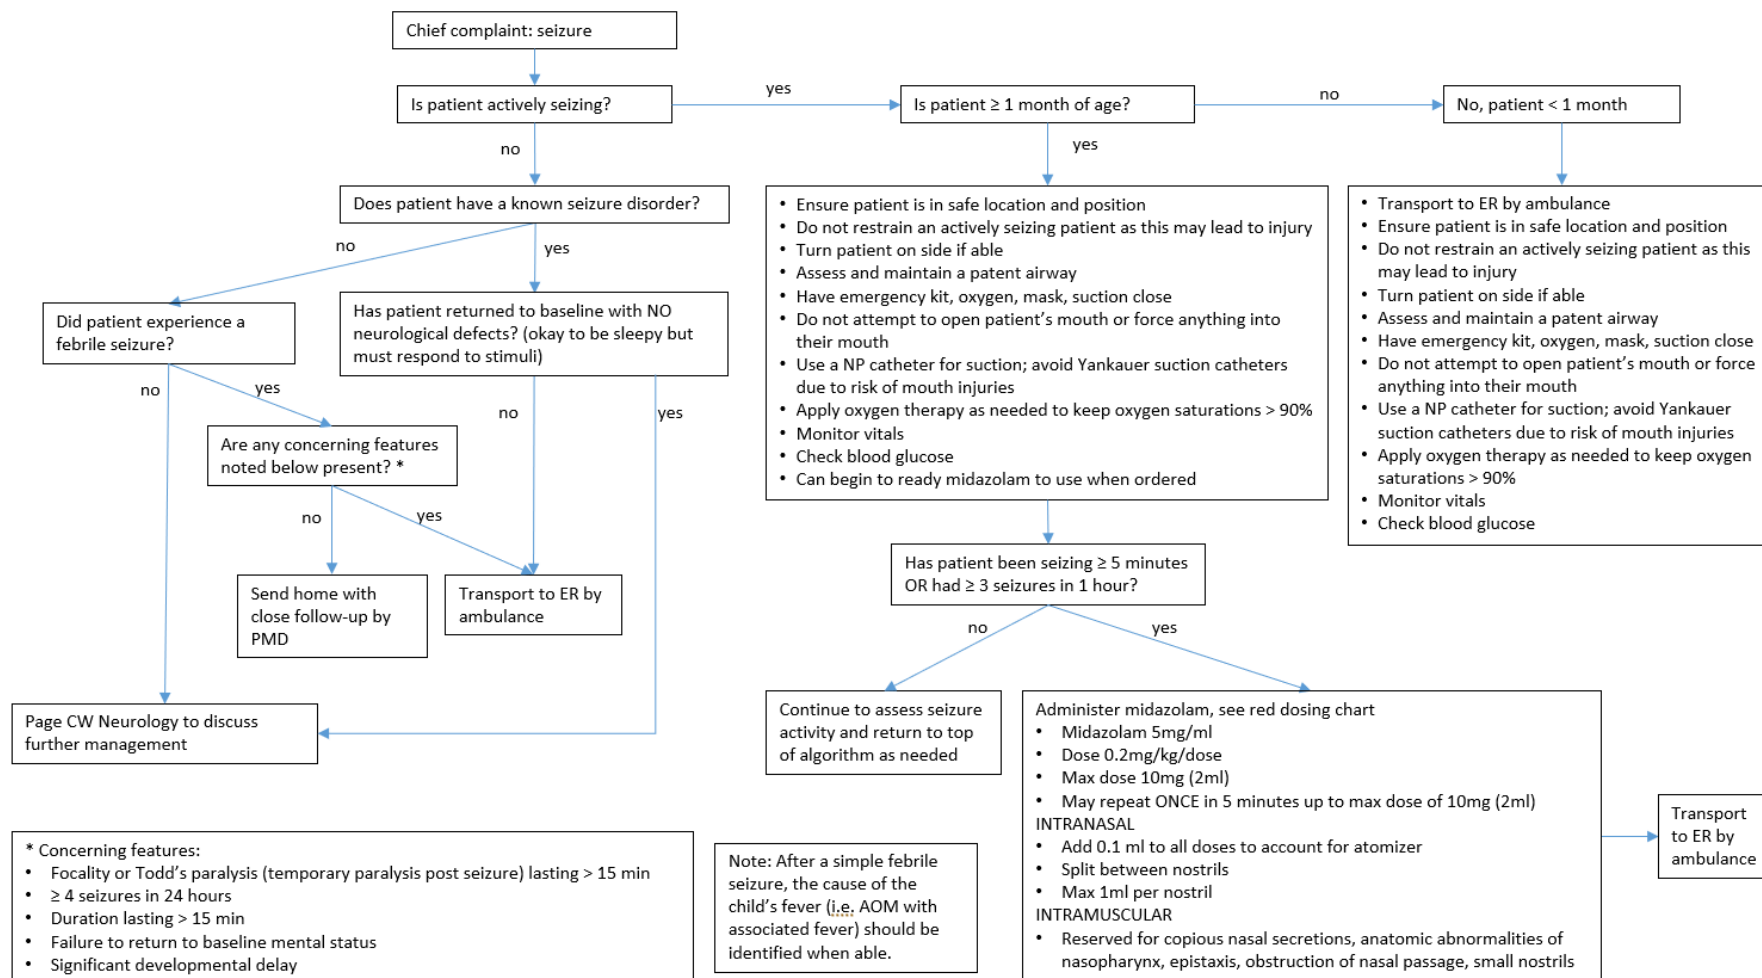 Chief complaint: seizure
Is patient actively seizing?
yes
Is patient ≥ 1 month of age?
no
No, patient < 1 month
no
yes
Does patient have a known seizure disorder?
no
yes
Did patient experience a
febrile seizure?
Has patient returned to baseline with NO
neurological defects? (okay to be sleepy but
must respond to stimuli)
no
yes
no
yes
Are any concerning features
noted below present? *
no
yes
Send home with
close follow-up by
PMD
Transport to ER by
ambulance
Page CW Neurology to discuss
further management
• Ensure patient is in safe location and position
• Do not restrain an actively seizing patient as this may lead to injury
• Turn patient on side if able
• Assess and maintain a patent airway
• Have emergency kit, oxygen, mask, suction close
• Do not attempt to open patient’s mouth or force anything into
their mouth
• Use a NP catheter for suction; avoid Yankauer suction catheters
due to risk of mouth injuries
• Apply oxygen therapy as needed to keep oxygen saturations > 90%
• Monitor vitals
• Check blood glucose
• Can begin to ready midazolam to use when ordered
• Transport to ER by ambulance
• Ensure patient is in safe location and position
• Do not restrain an actively seizing patient as this
may lead to injury
• Turn patient on side if able
• Assess and maintain a patent airway
• Have emergency kit, oxygen, mask, suction close
• Do not attempt to open patient’s mouth or force
anything into their mouth
• Use a NP catheter for suction; avoid Yankauer
suction catheters due to risk of mouth injuries
• Apply oxygen therapy as needed to keep oxygen
saturations > 90%
• Monitor vitals
• Check blood glucose
Has patient been seizing ≥ 5 minutes
OR had ≥ 3 seizures in 1 hour?
no
yes
Continue to assess seizure
activity and return to top
of algorithm as needed
Administer midazolam, see red dosing chart
• Midazolam 5mg/ml
• Dose 0.2mg/kg/dose
• Max dose 10mg (2ml)
• May repeat ONCE in 5 minutes up to max dose of 10mg (2ml)
INTRANASAL
• Add 0.1 ml to all doses to account for atomizer
• Split between nostrils
• Max 1ml per nostril
INTRAMUSCULAR
• Reserved for copious nasal secretions, anatomic abnormalities of
nasopharynx, epistaxis, obstruction of nasal passage, small nostrils
Transport
to ER by
ambulance
* Concerning features:
• Focality or Todd’s paralysis (temporary paralysis post seizure) lasting > 15 min
• ≥ 4 seizures in 24 hours
• Duration lasting > 15 min
• Failure to return to baseline mental status
• Significant developmental delay
Note: After a simple febrile
seizure, the cause of the
child’s fever (i.e. AOM with
associated fever) should be
identified when able.